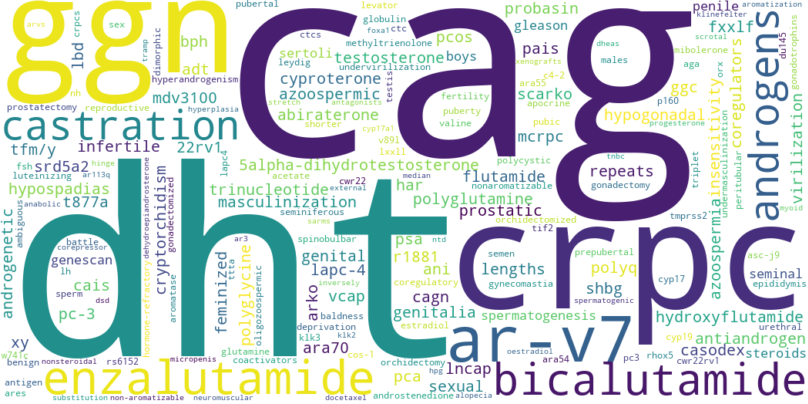 ggn
cag
dht
crpc
ar-v7
enzalutamide
bicalutamide
castration
androgens
arvs
ctcs
crpcs
sex
tramp
dimorphic
pubertal
lbd
bph
adt
hyperandrogenism
prostatectomy
nh
reproductive
hyperplasia
sertoli
leydig
testosterone
globulin
foxa1
ctc
methyltrienolone
undervirilization
levator
pcos
boys
cyproterone
azoospermic
abiraterone
testis
antagonists
stretch
shorter
cyp17a1
v89l
lxxll
xenografts
c4-2
ara55
apocrine
fertility
puberty
valine
pubic
pais
scarko
mcrpc
probasin
gleason
dheas
males
penile
klinefelter
aromatization
scrotal
mibolerone
du145
fxxlf
aga
orx
ggc
p160
hypogonadal
progesterone
insensitivity
coregulators
gonadotrophins
virilization
peritubular
undermasculinization
myoid
tfm/y
infertile
mdv3100
22rv1
fsh
srd5a2
hinge
luteinizing
ar113q
lapc4
5alpha-dihydrotestosterone
acetate
median
polycystic
flutamide
nonaromatizable
repeats
gonadectomy
tnbc
triplet
hypospadias
trinucleotide
cwr22
har
external
polyglutamine
masculinization
seminiferous
sarms
prostatic
orchidectomized
tmprss2
androgenetic
ambiguous
anabolic
t877a
battle
corepressor
genescan
lh
cais
sperm
dsd
pc-3
dehydroepiandrosterone
cryptorchidism
gonadectomized
hormone-refractory
polyglycine
aromatase
feminized
oligozoospermic
ar3
ttta
spinobulbar
genital
lapc-4
arko
inversely
vcap
deprivation
klk3
baldness
klk2
ara70
psa
ntd
r1881
ani
coregulatory
cagn
genitalia
estradiol
tif2
semen
prepubertal
lengths
polyq
gynecomastia
shbg
cyp17
spermatogenesis
spermatogenic
azoospermia
asc-j9
seminal
epididymis
hydroxyflutamide
urethral
cyp19
antiandrogen
xy
w741c
benign
nonsteroidal
rs6152
micropenis
glutamine
coactivators
cos-1
orchidectomy
pca
hpg
sexual
oestradiol
lncap
ara54
pc3
rhox5
casodex
cwr22rv1
steroids
antigen
ares
substitution
non-aromatizable
neuromuscular
docetaxel
androstenedione
alopecia